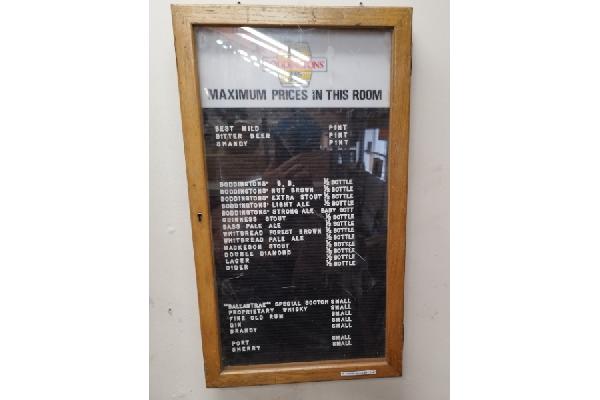 BODDINGTONS
MAXIMUM PRICES IN THIS ROOM
BEST MILD PINT
BITTER BEER PINT
SHANDY PINT
BODDINGTONS' S. B. ½ BOTTLE
BODDINGTONS' NUT BROWN ½ BOTTLE
BODDINGTONS' EXTRA STOUT ½ BOTTLE
BODDINGTONS' LIGHT ALE ½ BOTTLE
BODDINGTONS' STRONG ALE BABY BOTT
GUINNESS STOUT ½ BOTTLE
BASS PALE ALE ½ BOTTLE
WHITBREAD FOREST BROWN ½ BOTTLE
WHITBREAD PALE ALE ½ BOTTLE
MACKESON STOUT ½ BOTTLE
DOUBLE DIAMOND ½ BOTTLE
LAGER ½ BOTTLE
CIDER ½ BOTTLE
"BALLANTRAE" SPECIAL SCOTCH SMALL
PROPRIETARY WHISKY SMALL
FINE OLD RUM SMALL
GIN SMALL
BRANDY SMALL
PORT SMALL
SHERRY SMALL